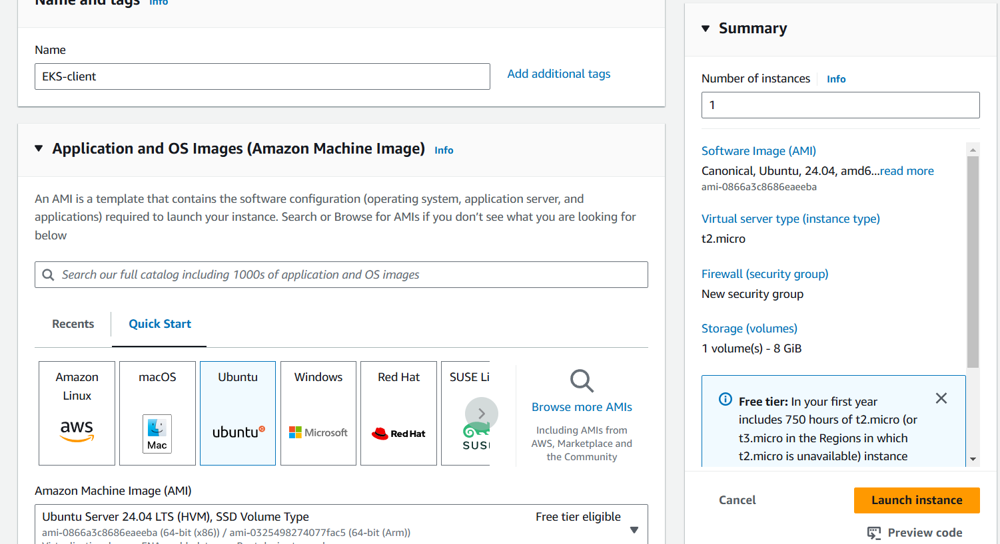 Name and tags Info
Name
EKS-client
Add additional tags
Application and OS Images (Amazon Machine Image) Info
An AMI is a template that contains the software configuration (operating system, application server, and
applications) required to launch your instance. Search or Browse for AMIs if you don’t see what you are looking for
below
Search our full catalog including 1000s of application and OS images
Recents
Quick Start
Amazon
Linux
aws
macOS
Mac
Ubuntu
ubuntu
Windows
Microsoft
Red Hat
Red Hat
SUSE Li
SUS
Browse more AMIs
Including AMIs from
AWS, Marketplace and
the Community
Amazon Machine Image (AMI)
Ubuntu Server 24.04 LTS (HVM), SSD Volume Type
Free tier eligible
ami-0866a3c8686eaeeba (64-bit (x86)) / ami-0325498274077fac5 (64-bit (Arm))
Summary
Number of instances Info
1
Software Image (AMI)
Canonical, Ubuntu, 24.04, amd6...read more
ami-0866a3c8686eaeeba
Virtual server type (instance type)
t2.micro
Firewall (security group)
New security group
Storage (volumes)
1 volume(s) - 8 GiB
Free tier: In your first year
includes 750 hours of t2.micro (or
t3.micro in the Regions in which
t2.micro is unavailable) instance
Cancel
Launch instance
Preview code